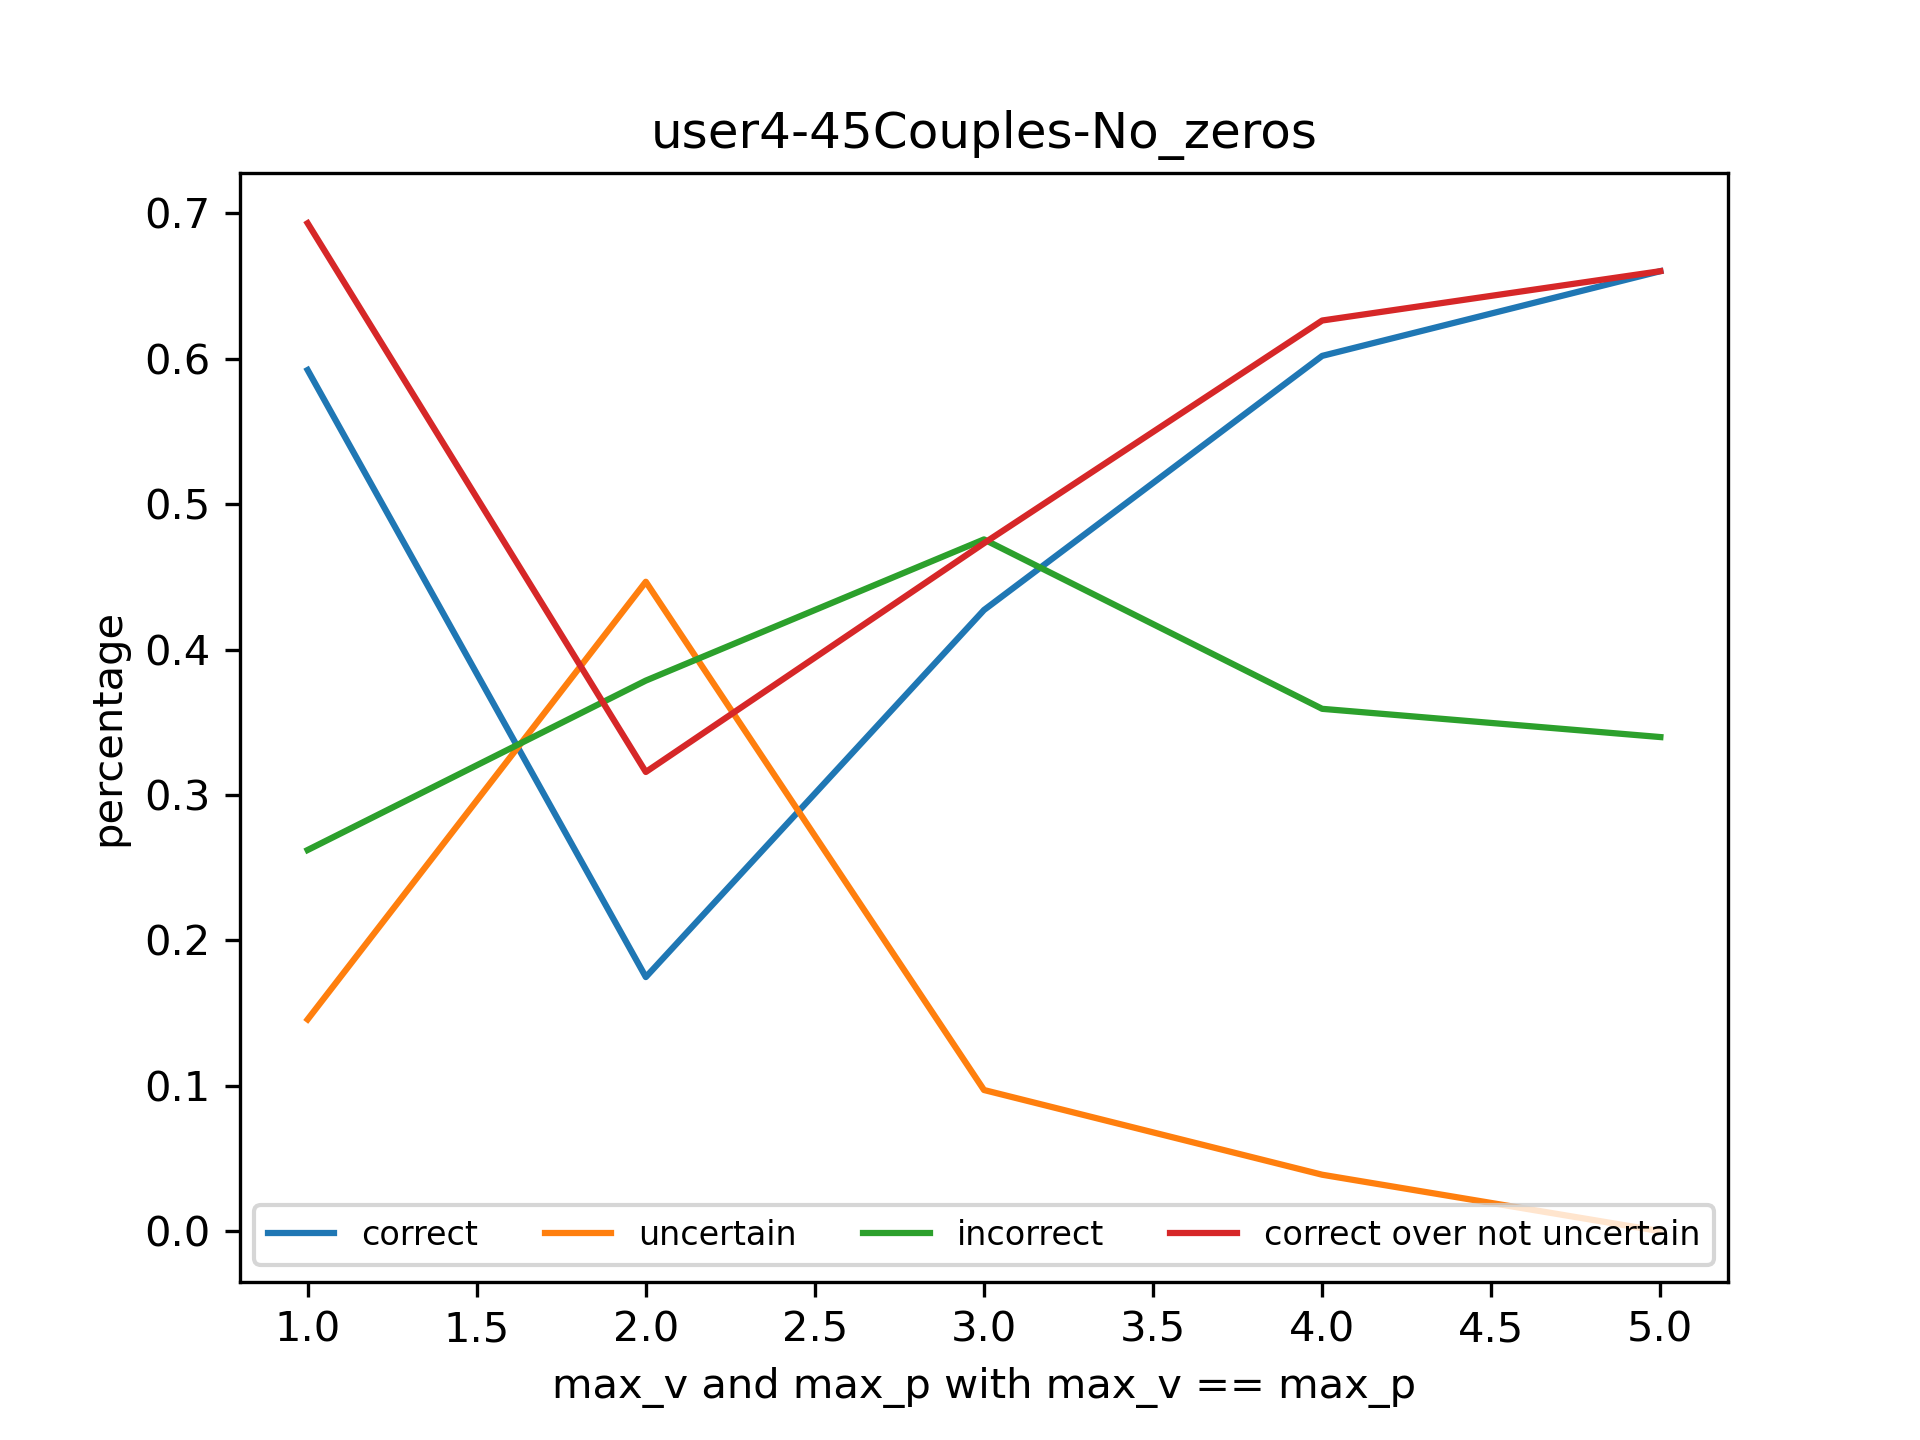 user4-45Couples-No_zeros
percentage
0.7
0.6
0.5
0.4
0.3
0.2
0.1
0.0
correct uncertain incorrect correct over not uncertain
1.0 1.5 2.0 2.5 3.0 3.5 4.0 4.5 5.0
max_v and max_p with max_v == max_p